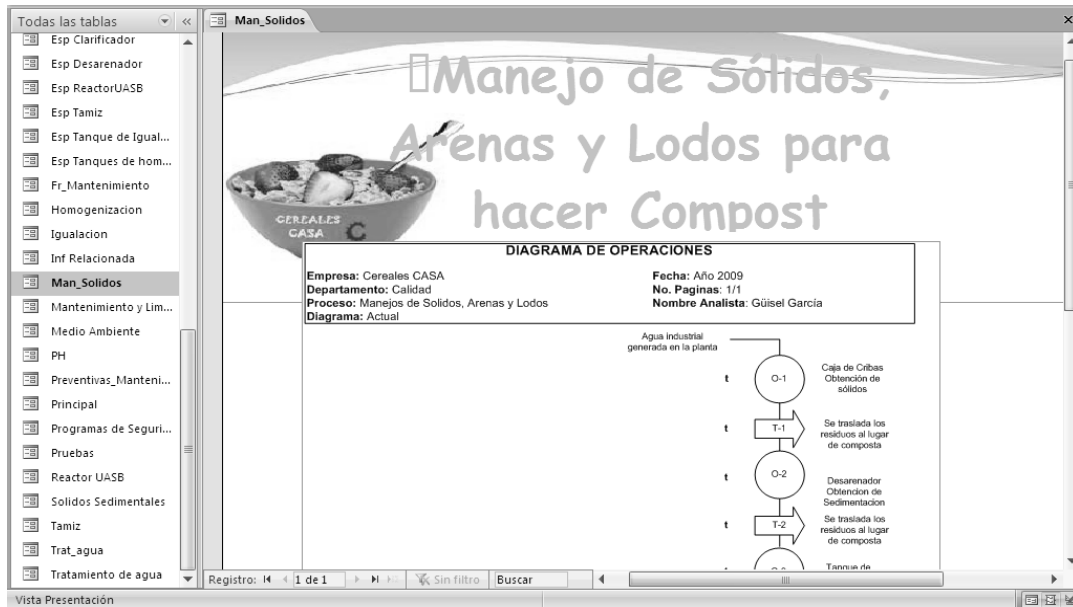 Todas las tablas
Esp Clarificador
Esp Desarenador
Esp ReactorUASB
Esp Tamiz
Esp Tanque de Igual...
Esp Tanques de hom...
Fr_Mantenimiento
Homogenizacion
Igualacion
Inf Relacionada
Man_Solidos
Mantenimiento y Lim...
Medio Ambiente
PH
Preventivas_Manteni...
Principal
Programas de Seguri...
Pruebas
Reactor UASB
Solidos Sedimentales
Tamiz
Trat_agua
Tratamiento de agua
Man_Solidos
Manejo de Sólidos,
Arenas y Lodos para
hacer Compost
CEREALES
CASA C
DIAGRAMA DE OPERACIONES
Empresa: Cereales CASA
Departamento: Calidad
Proceso: Manejos de Solidos, Arenas y Lodos
Diagrama: Actual
Fecha: Año 2009
No. Paginas: 1/1
Nombre Analista: Güisel García
Agua industrial
generada en la planta
t
O-1
Caja de Cribas
Obtención de
sólidos
t
T-1
Se traslada los
residuos al lugar
de composta
t
O-2
Desarenador
Obtencion de
Sedimentacion
t
T-2
Se traslada los
residuos al lugar
de composta
Tanque de
Registro: 1 de 1 Sin filtro Buscar
Vista Presentación